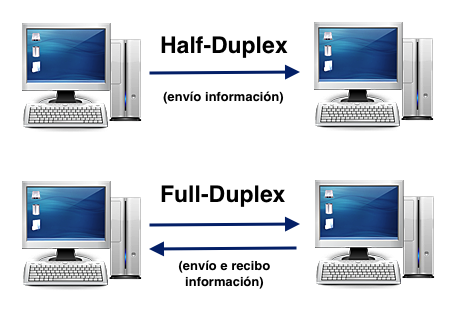 Half-Duplex
(envío información)
Full-Duplex
(envío e recibo
información)